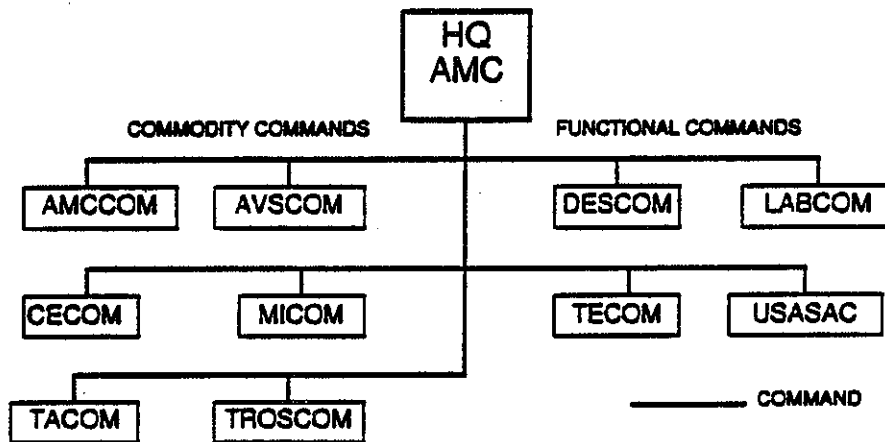 HQ
AMC
COMMODITY COMMANDS
FUNCTIONAL COMMANDS
AMCCOM
AVSCOM
DESCOM
LABCOM
CECOM
MICOM
TECOM
USASAC
TACOM
TROSCOM
COMMAND